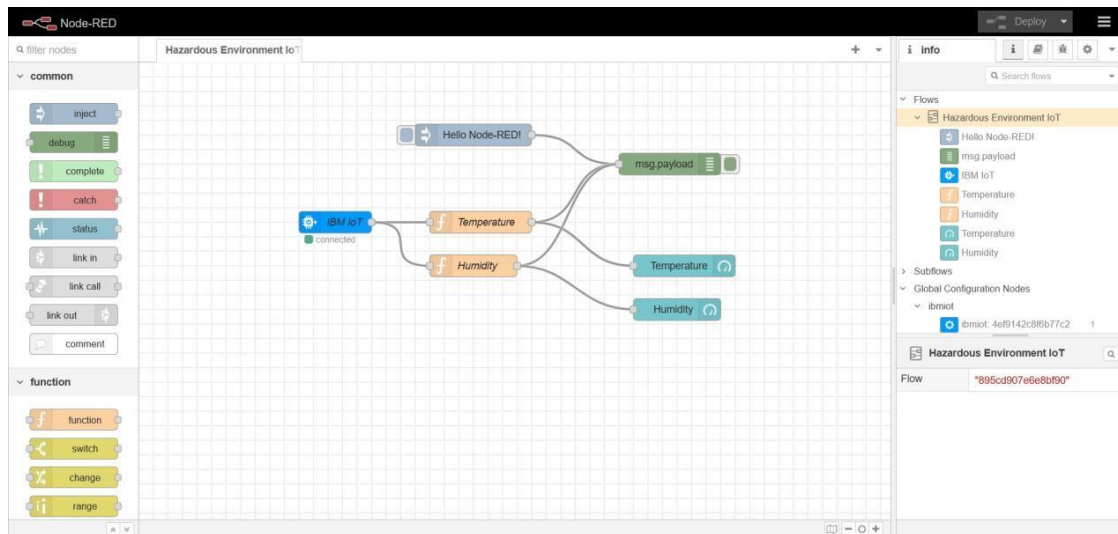 Node-RED
Deploy
filter nodes
Hazardous Environment IoT
info
i
Search flows
common
inject
debug
complete
catch
status
link in
link call
link out
comment
function
function
switch
change
range
Hello Node-RED!
msg.payload
IBM IoT
connected
Temperature
Humidity
Temperature
Humidity
Flows
Hazardous Environment IoT
Hello Node-RED!
msg.payload
IBM IoT
Temperature
Humidity
Temperature
Humidity
Subflows
Global Configuration Nodes
ibmiot
ibmiot: 4ef9142c8f6b77c2 1
Hazardous Environment IoT
Flow "895cd907e6e8bf90"